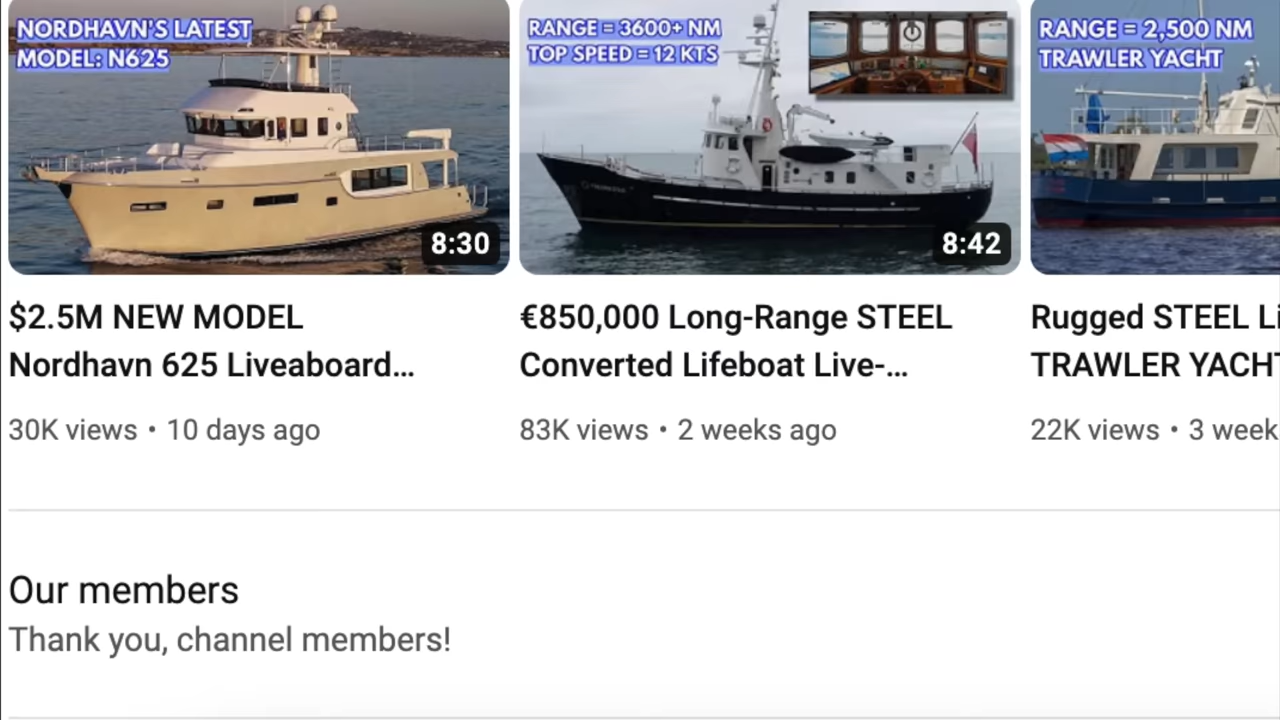 NORDHAVN'S LATEST
MODEL: N625
8:30
$2.5M NEW MODEL
Nordhavn 625 Liveaboard...
30K views • 10 days ago
RANGE = 3600+ NM
TOP SPEED = 12 KTS
8:42
€850,000 Long-Range STEEL
Converted Lifeboat Live-...
83K views • 2 weeks ago
RANGE = 2,500 NM
TRAWLER YACHT
Rugged STEEL Li
TRAWLER YACHT
22K views • 3 week
Our members
Thank you, channel members!